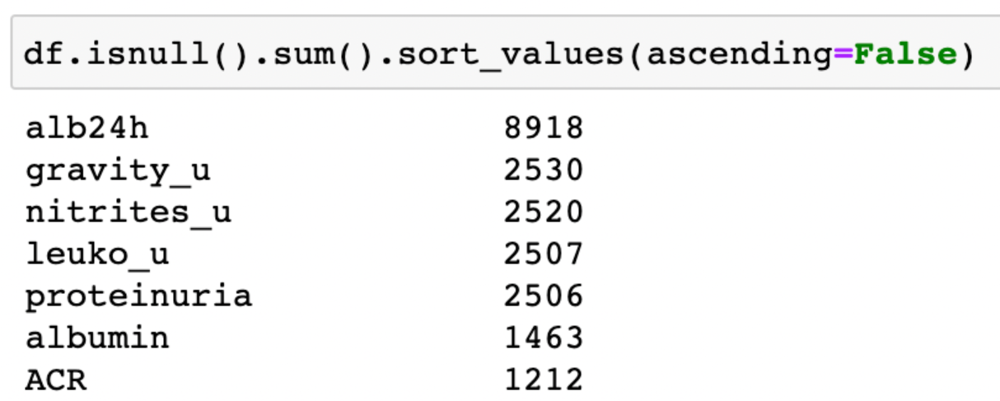 df.isnull().sum().sort_values(ascending=False)
alb24h 8918
gravity_u 2530
nitrites_u 2520
leuko_u 2507
proteinuria 2506
albumin 1463
ACR 1212